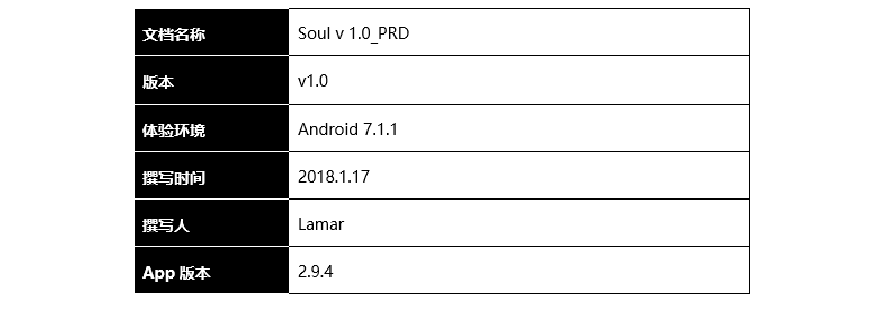 文档名称 Soul v 1.0_PRD
版本 v1.0
体验环境 Android 7.1.1
撰写时间 2018.1.17
撰写人 Lamar
App 版本 2.9.4